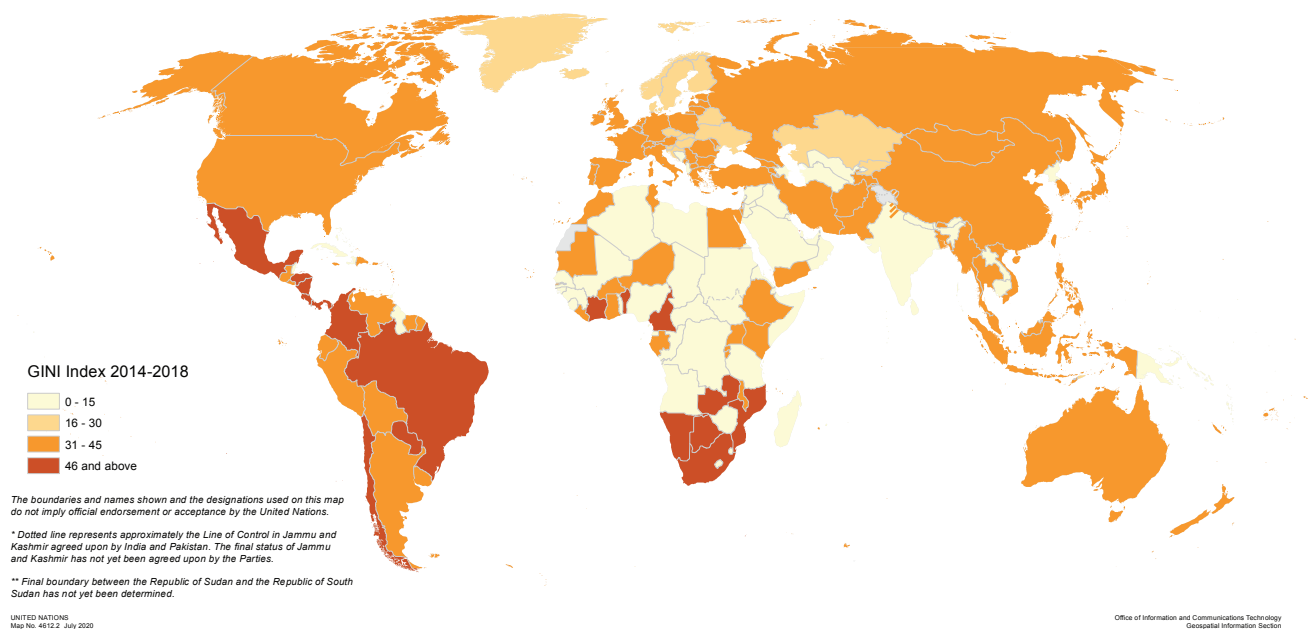 GINI Index 2014-2018
0 - 15
16 - 30
31 - 45
46 and above
The boundaries and names shown and the designations used on this map
do not imply official endorsement or acceptance by the United Nations.
* Dotted line represents approximately the Line of Control in Jammu and
Kashmir agreed upon by India and Pakistan. The final status of Jammu
and Kashmir has not yet been agreed upon by the Parties.
** Final boundary between the Republic of Sudan and the Republic of South
Sudan has not yet been determined.
UNITED NATIONS
Map No. 4612.2 July 2020
Office of Information and Communications Technology
Geospatial Information Section